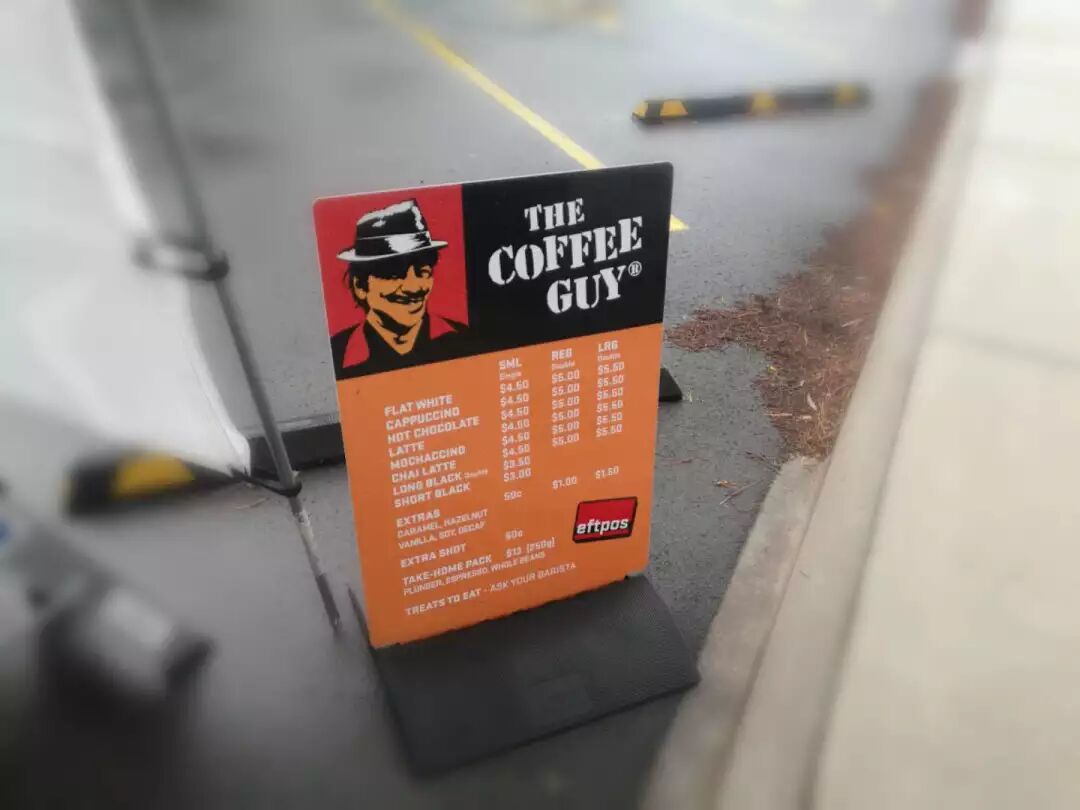 THE
COFFEE
GUY®
SML REG LRG
Single Double Double
FLAT WHITE $4.50 $5.00 $5.50
CAPPUCCINO $4.50 $5.00 $5.50
HOT CHOCOLATE $4.50 $5.00 $5.50
LATTE $4.50 $5.00 $5.50
MOCHACCINO $4.50 $5.00 $5.50
CHAI LATTE $4.50 $5.00 $5.50
LONG BLACK Double $3.50
SHORT BLACK $3.00
EXTRAS 50c $1.00 $1.50
CARAMEL, HAZELNUT
VANILLA, SOY, DECAF
EXTRA SHOT 50c
TAKE-HOME PACK $13 (250g)
PLUNGER, ESPRESSO, WHOLE BEANS
TREATS TO EAT - ASK YOUR BARISTA
eftpos